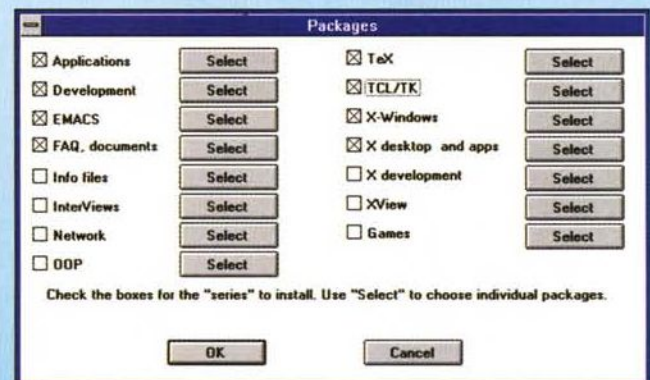 Packages
Applications Select
Development Select
EMACS Select
FAQ, documents Select
Info files Select
InterViews Select
Network Select
OOP Select
TeX Select
TCL/TK Select
X-Windows Select
X desktop and apps Select
X development Select
XView Select
Games Select
Check the boxes for the "series" to install. Use "Select" to choose individual packages.
OK Cancel